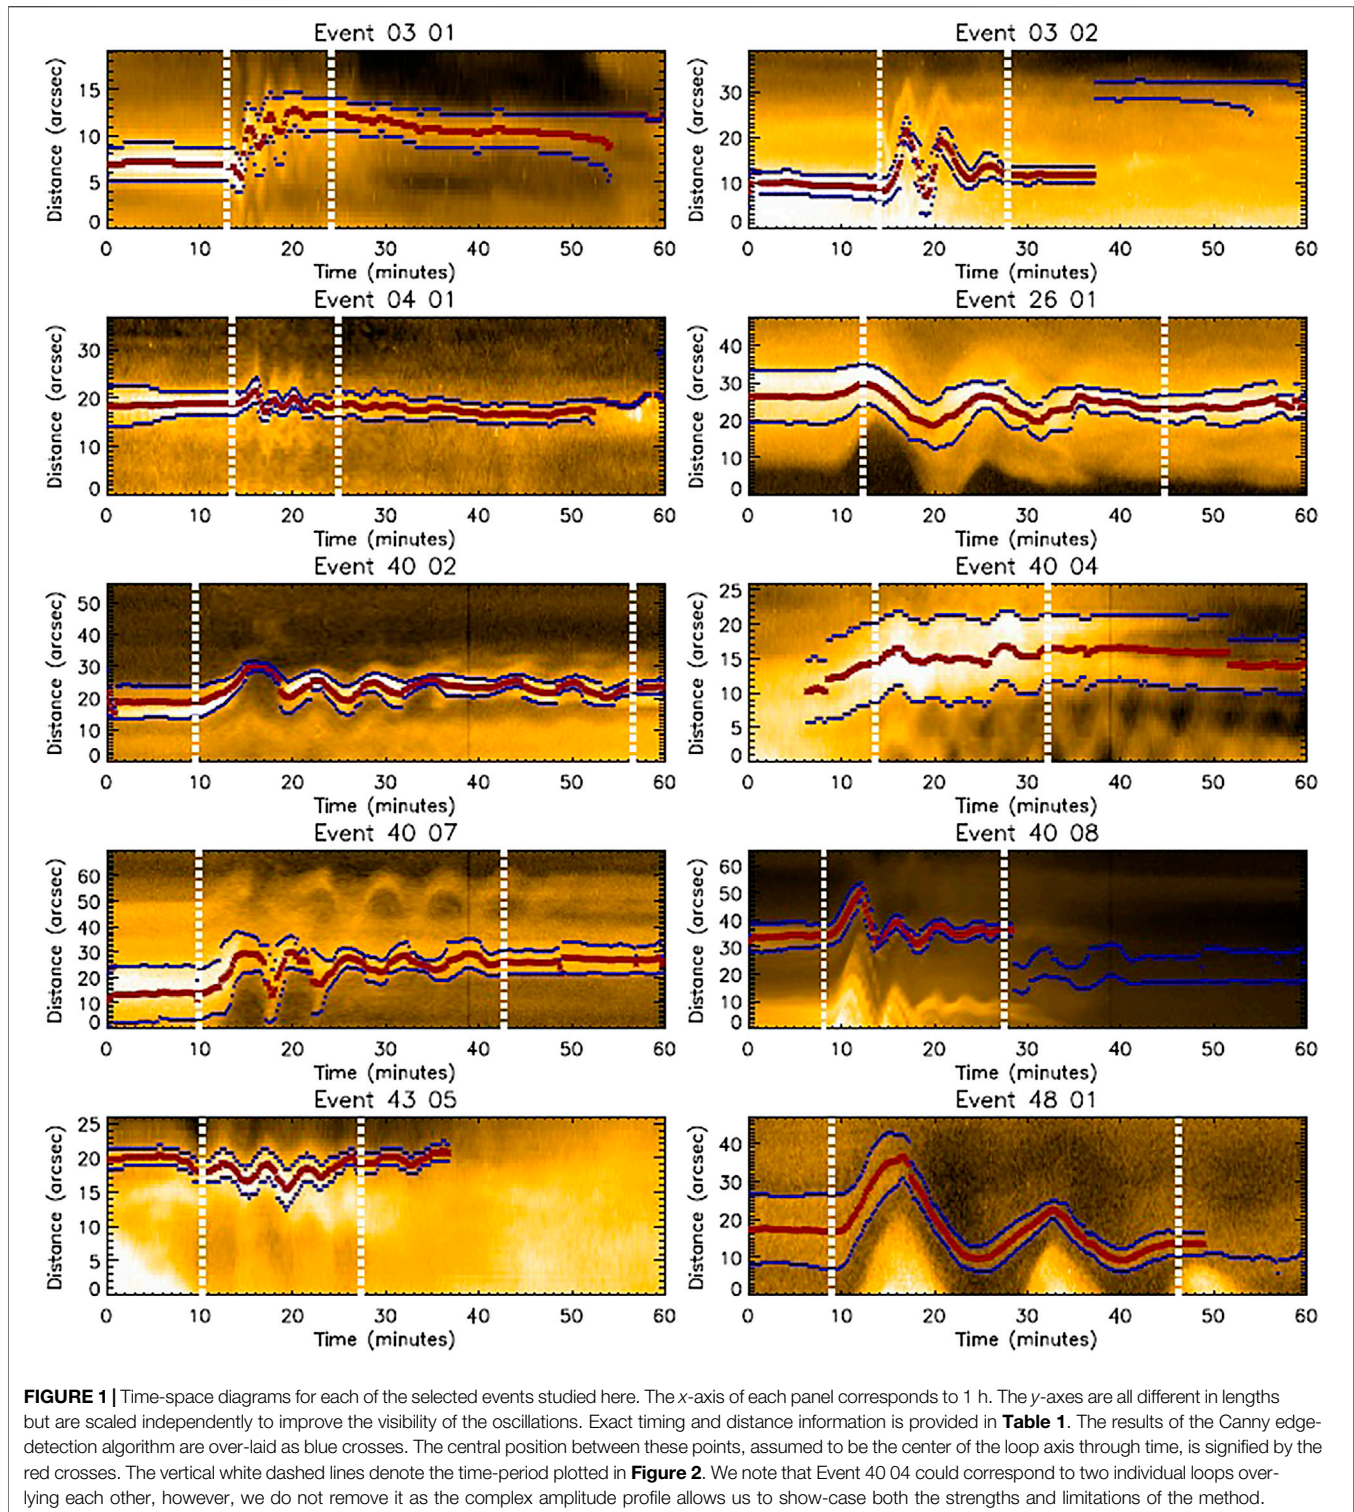 Event 03 01
Distance (arcsec)
15
10
5
0
0 10 20 30 40 50 60
Time (minutes)
Event 03 02
Distance (arcsec)
30
20
10
0
0 10 20 30 40 50 60
Time (minutes)
Event 04 01
Distance (arcsec)
30
20
10
0
0 10 20 30 40 50 60
Time (minutes)
Event 26 01
Distance (arcsec)
40
30
20
10
0
0 10 20 30 40 50 60
Time (minutes)
Event 40 02
Distance (arcsec)
50
40
30
20
10
0
0 10 20 30 40 50 60
Time (minutes)
Event 40 04
Distance (arcsec)
25
20
15
10
5
0
0 10 20 30 40 50 60
Time (minutes)
Event 40 07
Distance (arcsec)
60
50
40
30
20
10
0
0 10 20 30 40 50 60
Time (minutes)
Event 40 08
Distance (arcsec)
60
50
40
30
20
10
0
0 10 20 30 40 50 60
Time (minutes)
Event 43 05
Distance (arcsec)
25
20
15
10
5
0
0 10 20 30 40 50 60
Time (minutes)
Event 48 01
Distance (arcsec)
40
30
20
10
0
0 10 20 30 40 50 60
Time (minutes)
FIGURE 1 | Time-space diagrams for each of the selected events studied here. The x-axis of each panel corresponds to 1 h. The y-axes are all different in lengths
but are scaled independently to improve the visibility of the oscillations. Exact timing and distance information is provided in Table 1. The results of the Canny edge-
detection algorithm are over-laid as blue crosses. The central position between these points, assumed to be the center of the loop axis through time, is signified by the
red crosses. The vertical white dashed lines denote the time-period plotted in Figure 2. We note that Event 40 04 could correspond to two individual loops over-
lying each other, however, we do not remove it as the complex amplitude profile allows us to show-case both the strengths and limitations of the method.